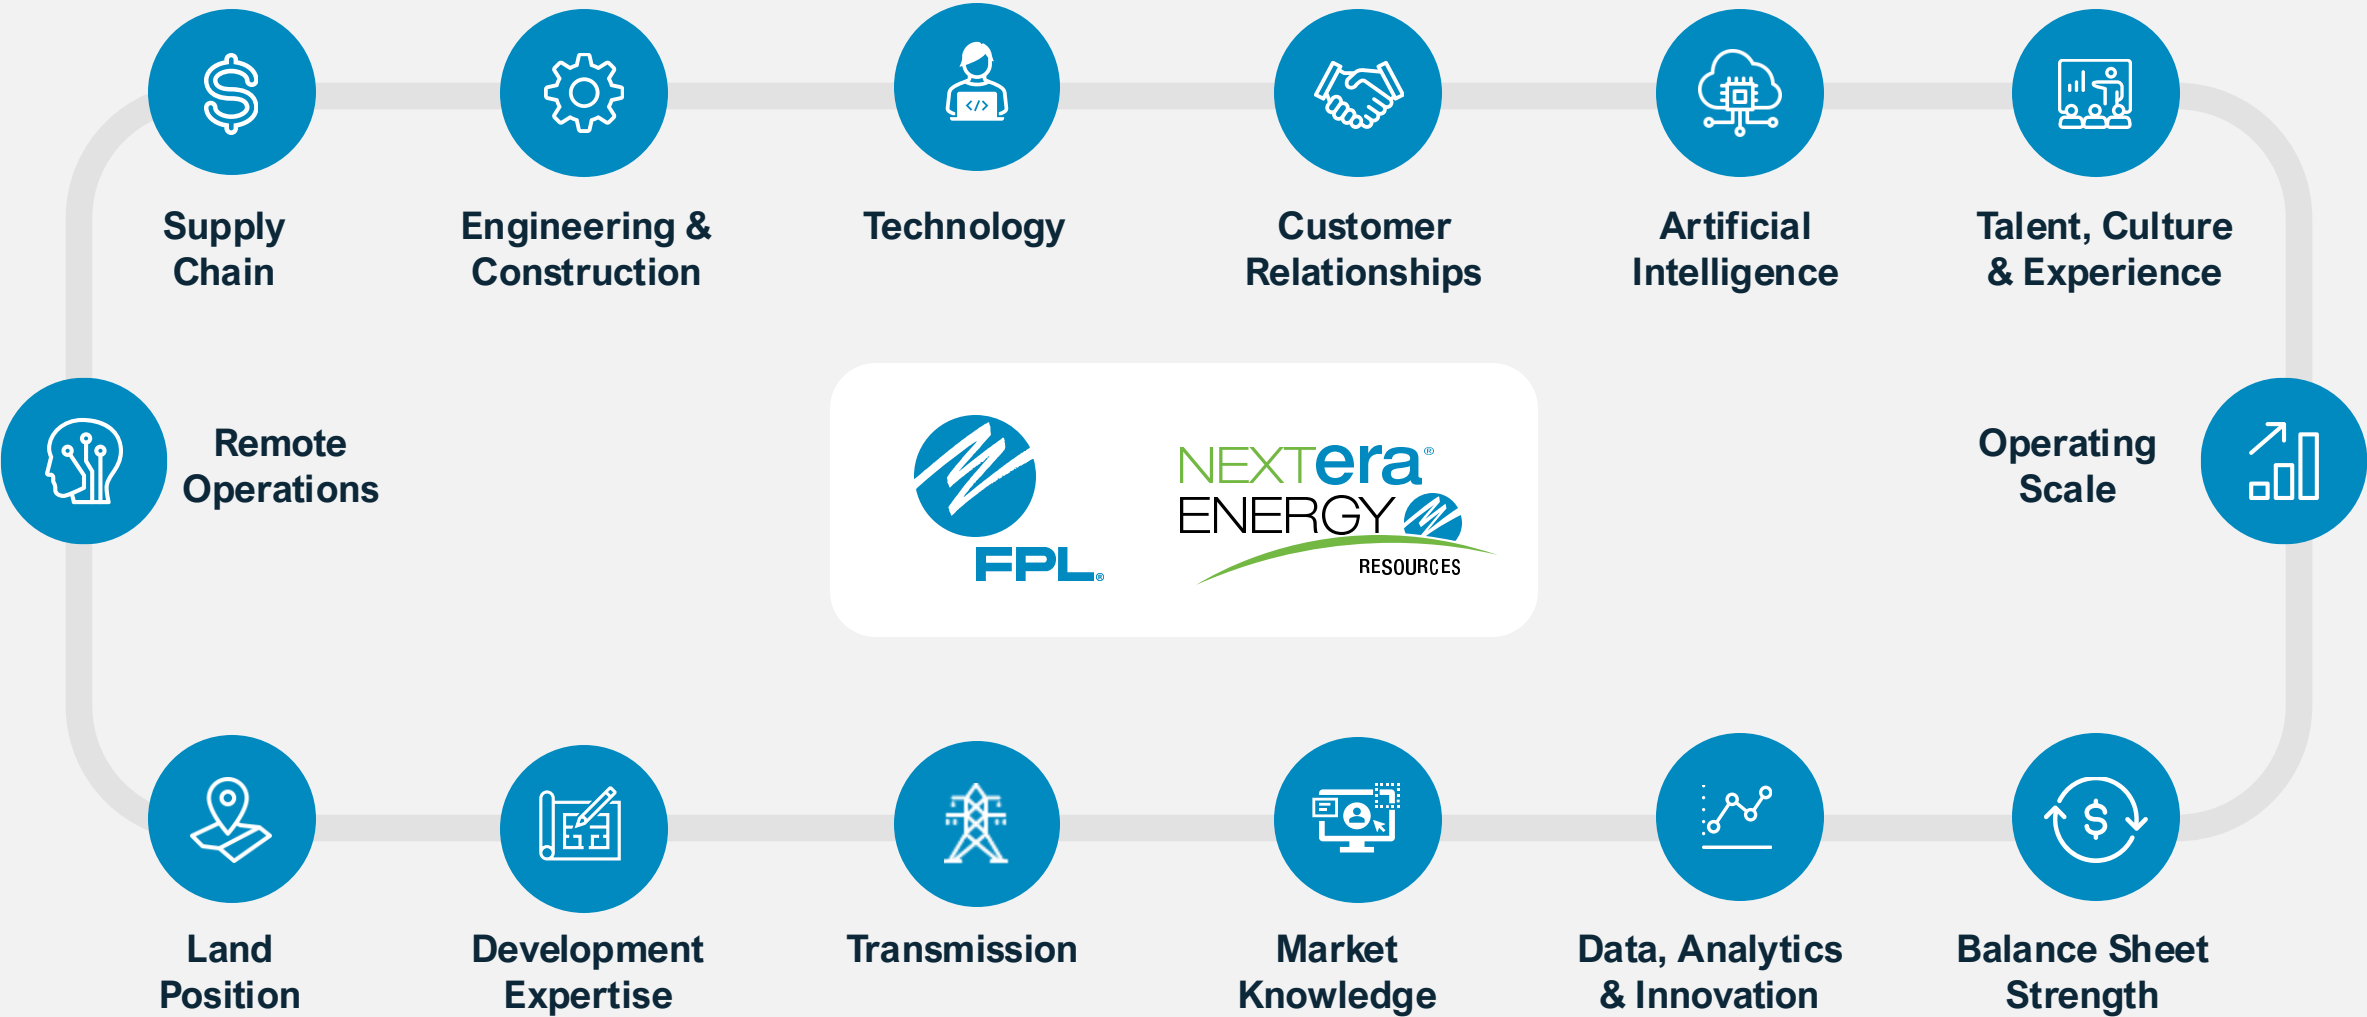 Supply
Chain
Engineering &
Construction
Technology
Customer
Relationships
Artificial
Intelligence
Talent, Culture
& Experience
Remote
Operations
FPL®
NEXTera®
ENERGY
RESOURCES
Operating
Scale
Land
Position
Development
Expertise
Transmission
Market
Knowledge
Data, Analytics
& Innovation
Balance Sheet
Strength